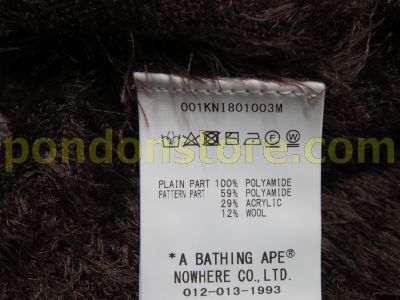 001KNI801003M
pondonstore.com
PLAIN PART 100% POLYAMIDE
PATTERN PART 59% POLYAMIDE
29% ACRYLIC
12% WOOL
*A BATHING APE®
NOWHERE CO., LTD.
012-013-1993